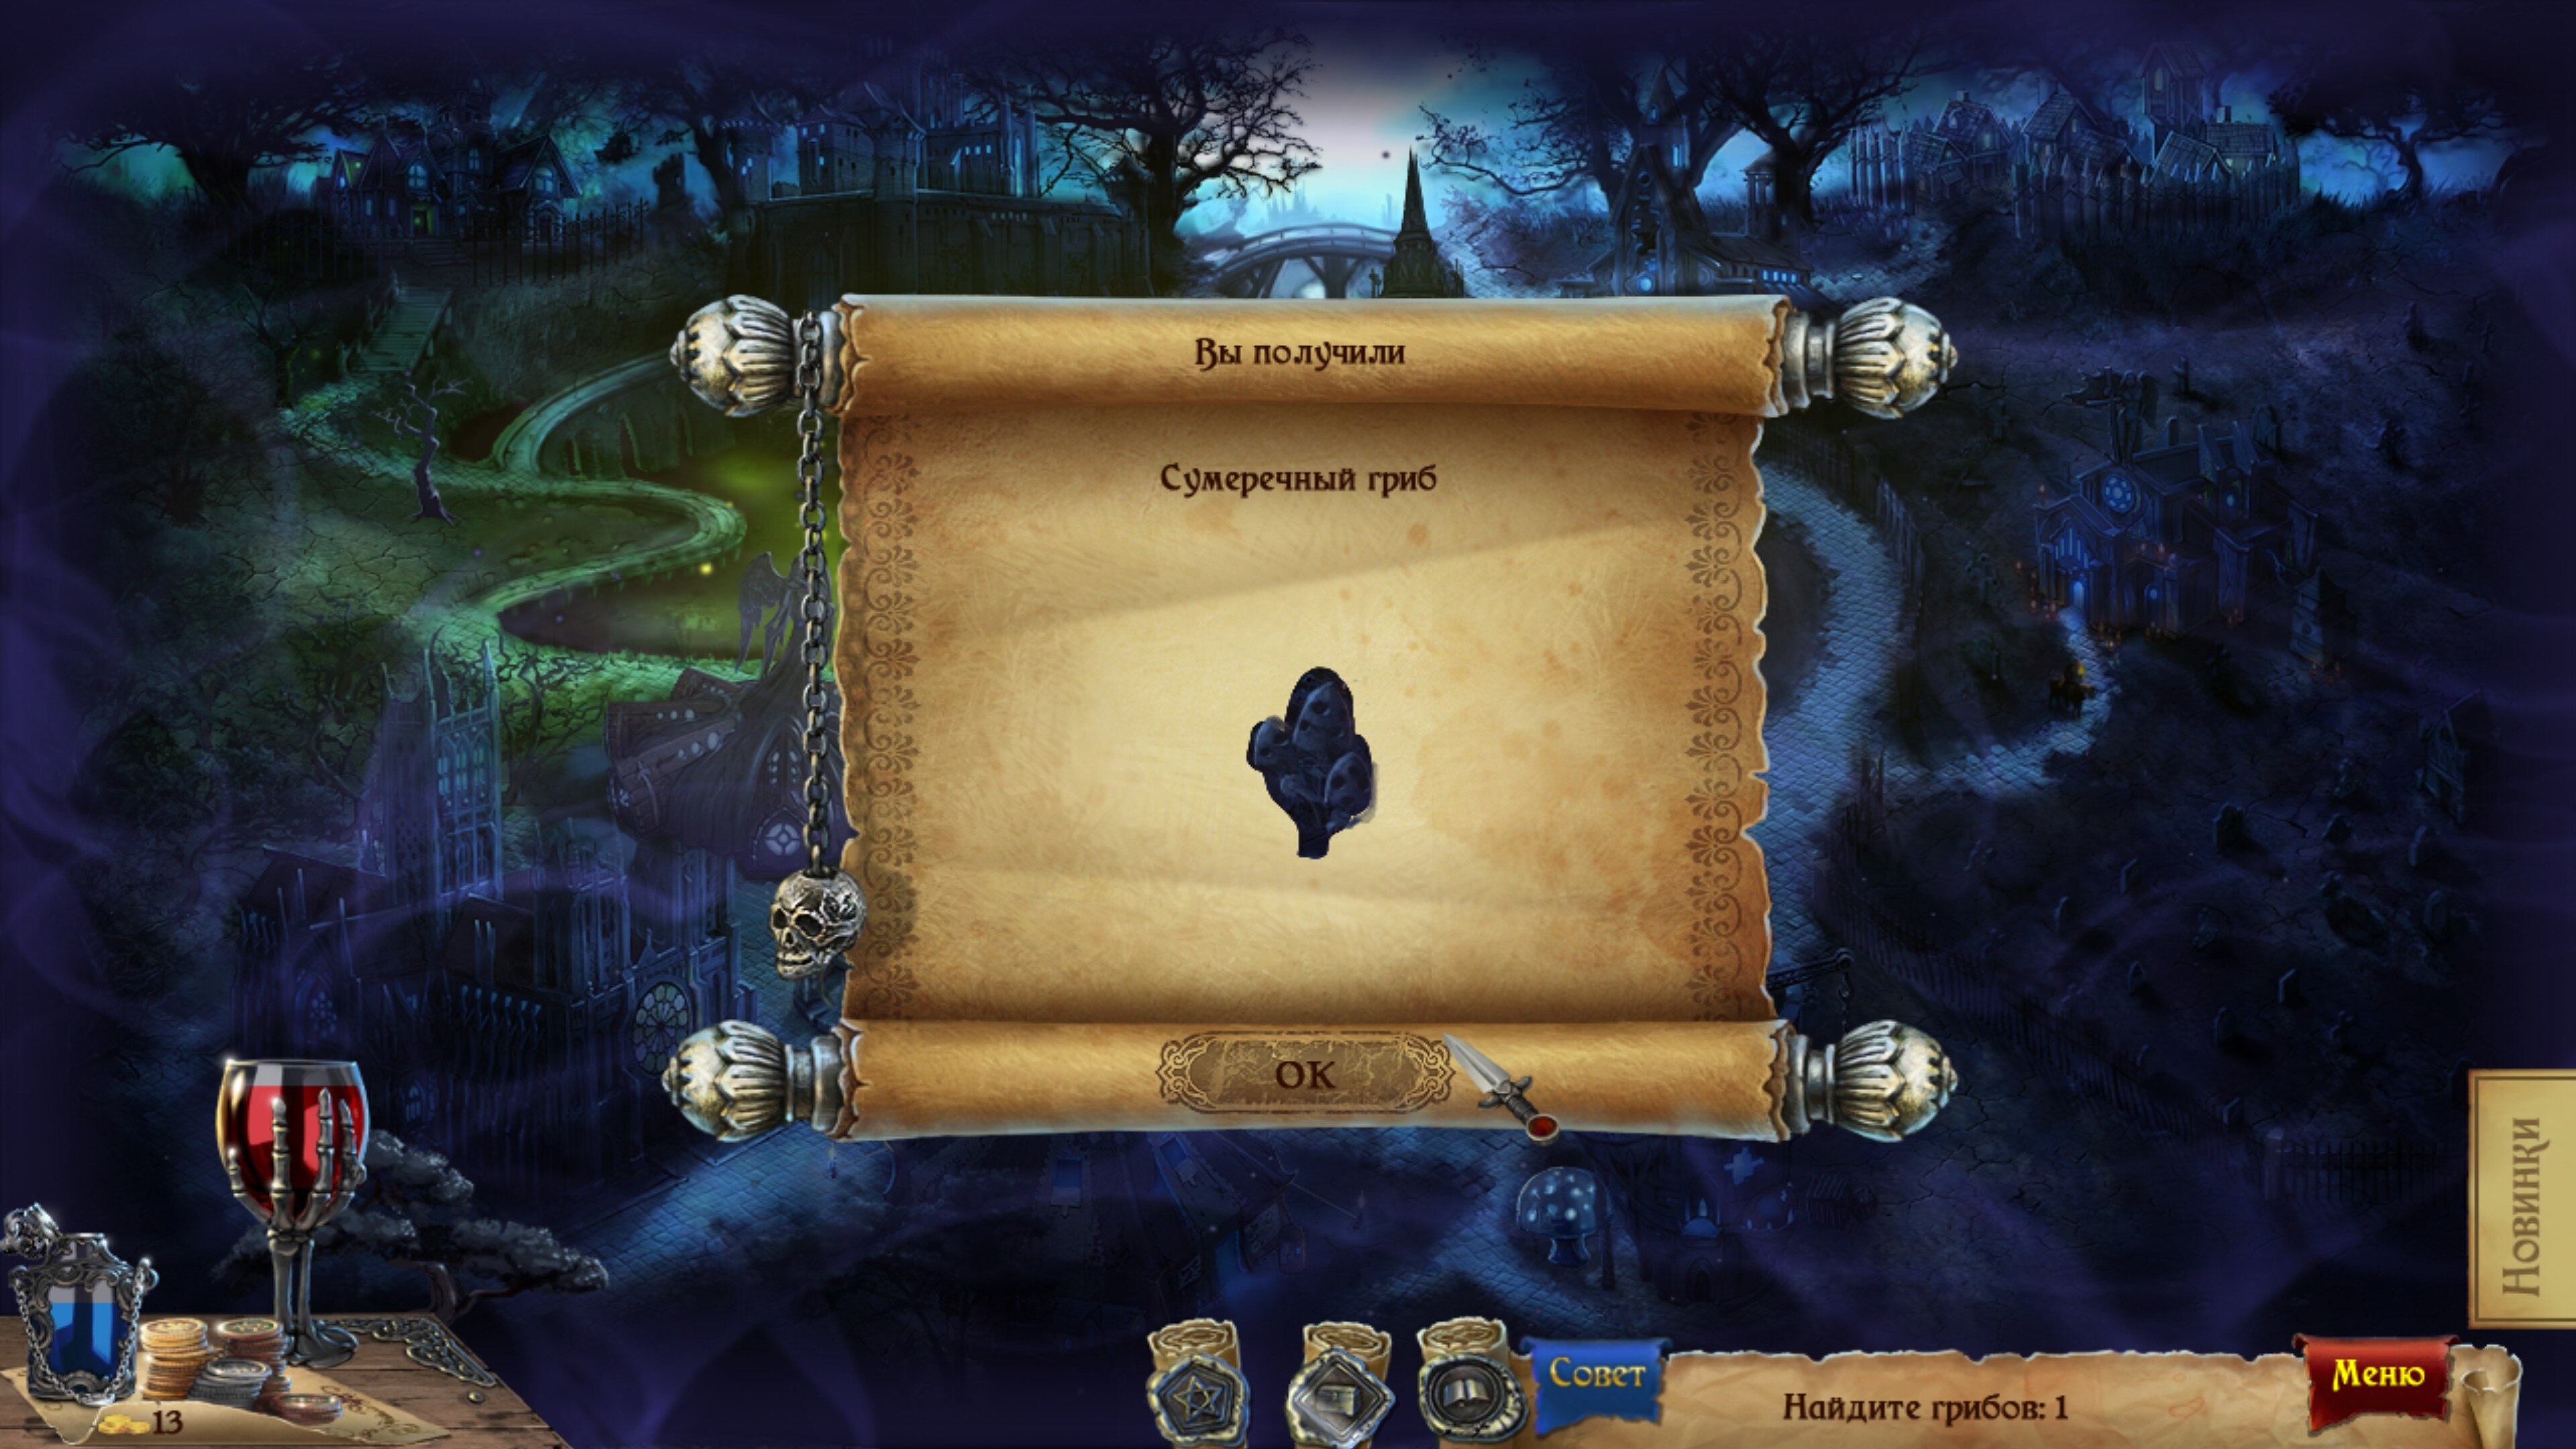 Вы получили
Сумеречный гриб
OK
Новинки
Совет
Меню
Найдите грибов: 1
13